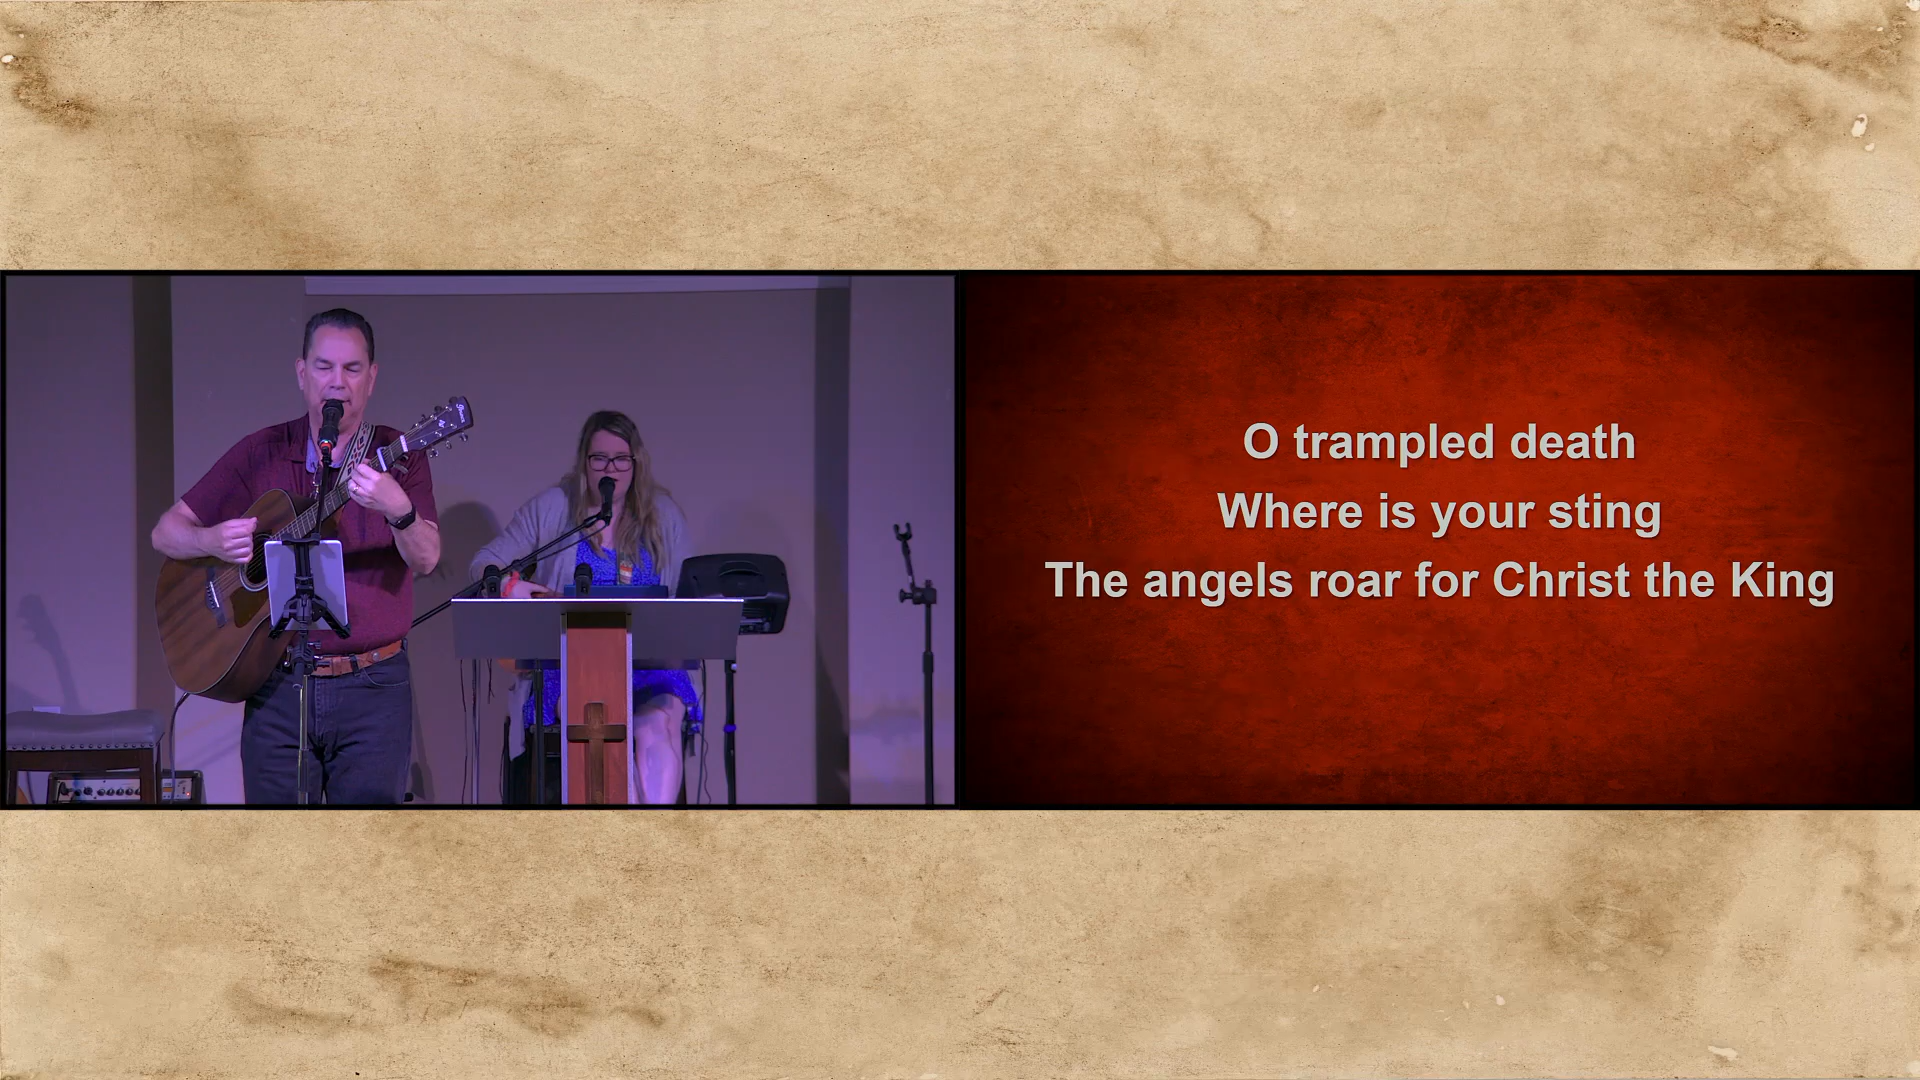 O trampled death
Where is your sting
The angels roar for Christ the King